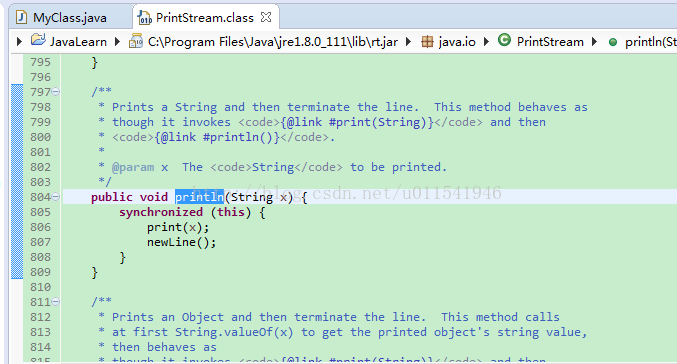 MyClass.java PrintStream.class
JavaLearn C:\Program Files\Java\jre1.8.0_111\lib\rt.jar java.io PrintStream println(St
795 }
796
797 /**
798 * Prints a String and then terminate the line.  This method behaves as
799 * though it invokes <code>{@link #print(String)}</code> and then
800 * <code>{@link #println()}</code>.
801 *
802 * @param x  The <code>String</code> to be printed.
803 */
804 public void println(String x) {
805 synchronized (this) {
806 print(x);
807 newLine();
808 }
809 }
810
811 /**
812 * Prints an Object and then terminate the line.  This method calls
813 * at first String.valueOf(x) to get the printed object's string value,
814 * then behaves as
815 * though it invokes <code>{@link #print(String)}</code> and then
http://blog.csdn.net/u011541946